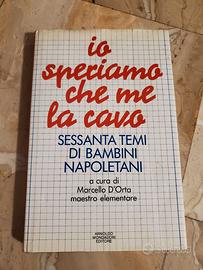 io
speriamo
che me
la cavo
SESSANTA TEMI
DI BAMBINI
NAPOLETANI
a cura di
Marcello D'Orta
maestro elementare
ARNOLDO
MONDADORI
EDITORE
subito